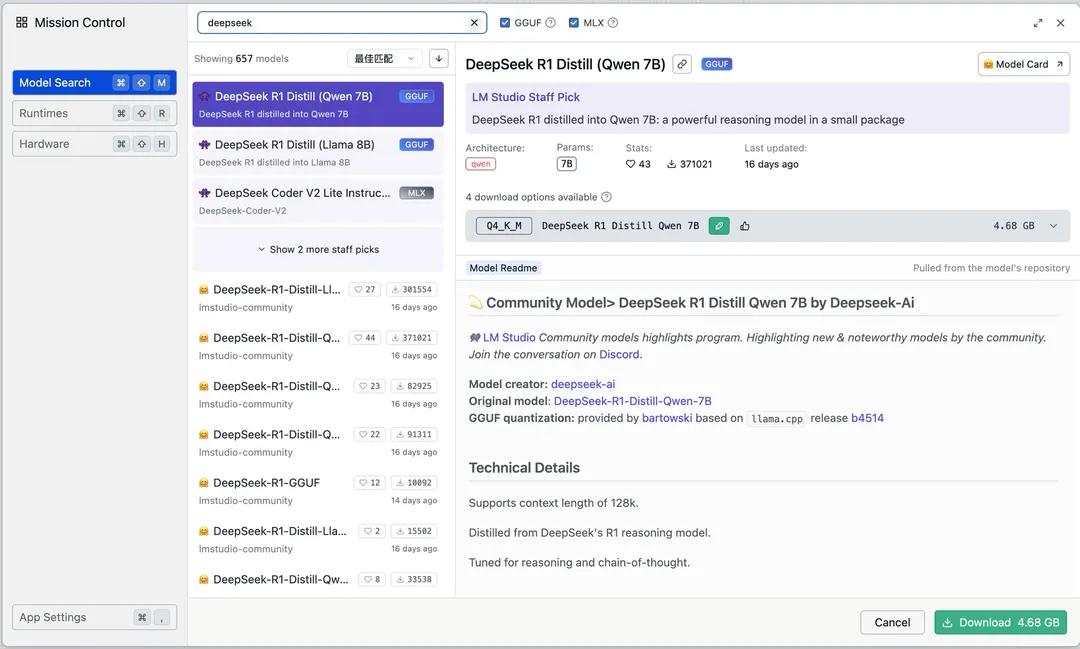 Mission Control
Model Search ⌘ ⇧ M
Runtimes ⌘ ⇧ R
Hardware ⌘ ⇧ H
App Settings ⌘ ,
deepseek
GGUF
MLX
Showing 657 models
最佳匹配
DeepSeek R1 Distill (Qwen 7B) GGUF
DeepSeek R1 distilled into Qwen 7B
DeepSeek R1 Distill (Llama 8B) GGUF
DeepSeek R1 distilled into Llama 8B
DeepSeek Coder V2 Lite Instruc... MLX
DeepSeek-Coder-V2
Show 2 more staff picks
DeepSeek-R1-Distill-Ll... 27 301554
lmstudio-community 16 days ago
DeepSeek-R1-Distill-Q... 44 371021
lmstudio-community 16 days ago
DeepSeek-R1-Distill-Q... 23 82925
lmstudio-community 16 days ago
DeepSeek-R1-Distill-Q... 22 91311
lmstudio-community 16 days ago
DeepSeek-R1-GGUF 12 10092
lmstudio-community 14 days ago
DeepSeek-R1-Distill-Lla... 2 15502
lmstudio-community 16 days ago
DeepSeek-R1-Distill-Qw... 8 33538
DeepSeek R1 Distill (Qwen 7B) GGUF
Model Card
LM Studio Staff Pick
DeepSeek R1 distilled into Qwen 7B: a powerful reasoning model in a small package
Architecture: Params: Stats: Last updated:
qwen 7B 43 371021 16 days ago
4 download options available
Q4_K_M DeepSeek R1 Distill Qwen 7B 4.68 GB
Model Readme Pulled from the model's repository
💫 Community Model> DeepSeek R1 Distill Qwen 7B by Deepseek-Ai
👾 LM Studio Community models highlights program. Highlighting new & noteworthy models by the community.
Join the conversation on Discord.
Model creator: deepseek-ai
Original model: DeepSeek-R1-Distill-Qwen-7B
GGUF quantization: provided by bartowski based on llama.cpp release b4514
Technical Details
Supports context length of 128k.
Distilled from DeepSeek's R1 reasoning model.
Tuned for reasoning and chain-of-thought.
Cancel
Download 4.68 GB